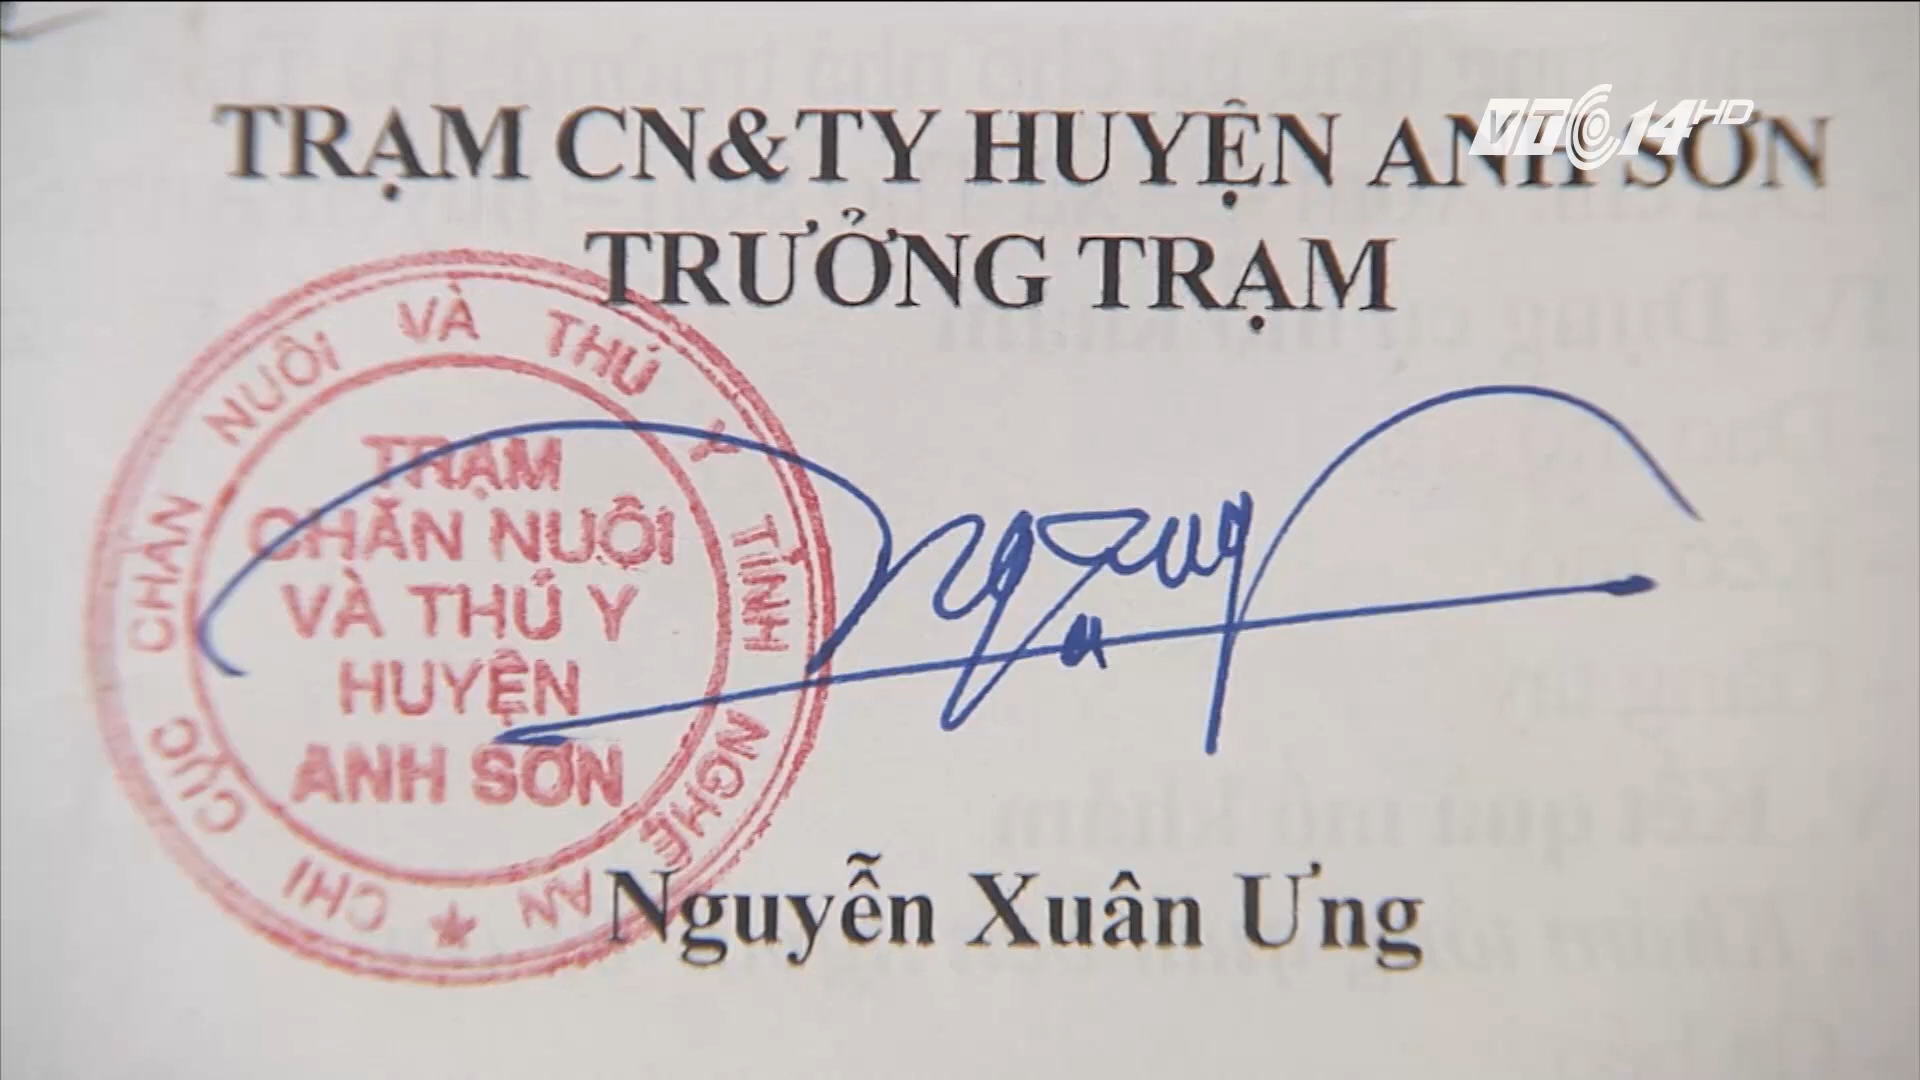 TRẠM CN&TY HUYỆN ANH SƠN
VTC14 HD
TRƯỞNG TRẠM
CHI CỤC CHĂN NUÔI VÀ THÚ Y TỈNH NGHỆ AN
TRẠM
CHĂN NUÔI
VÀ THÚ Y
HUYỆN
ANH SƠN
Nguyễn Xuân Ưng